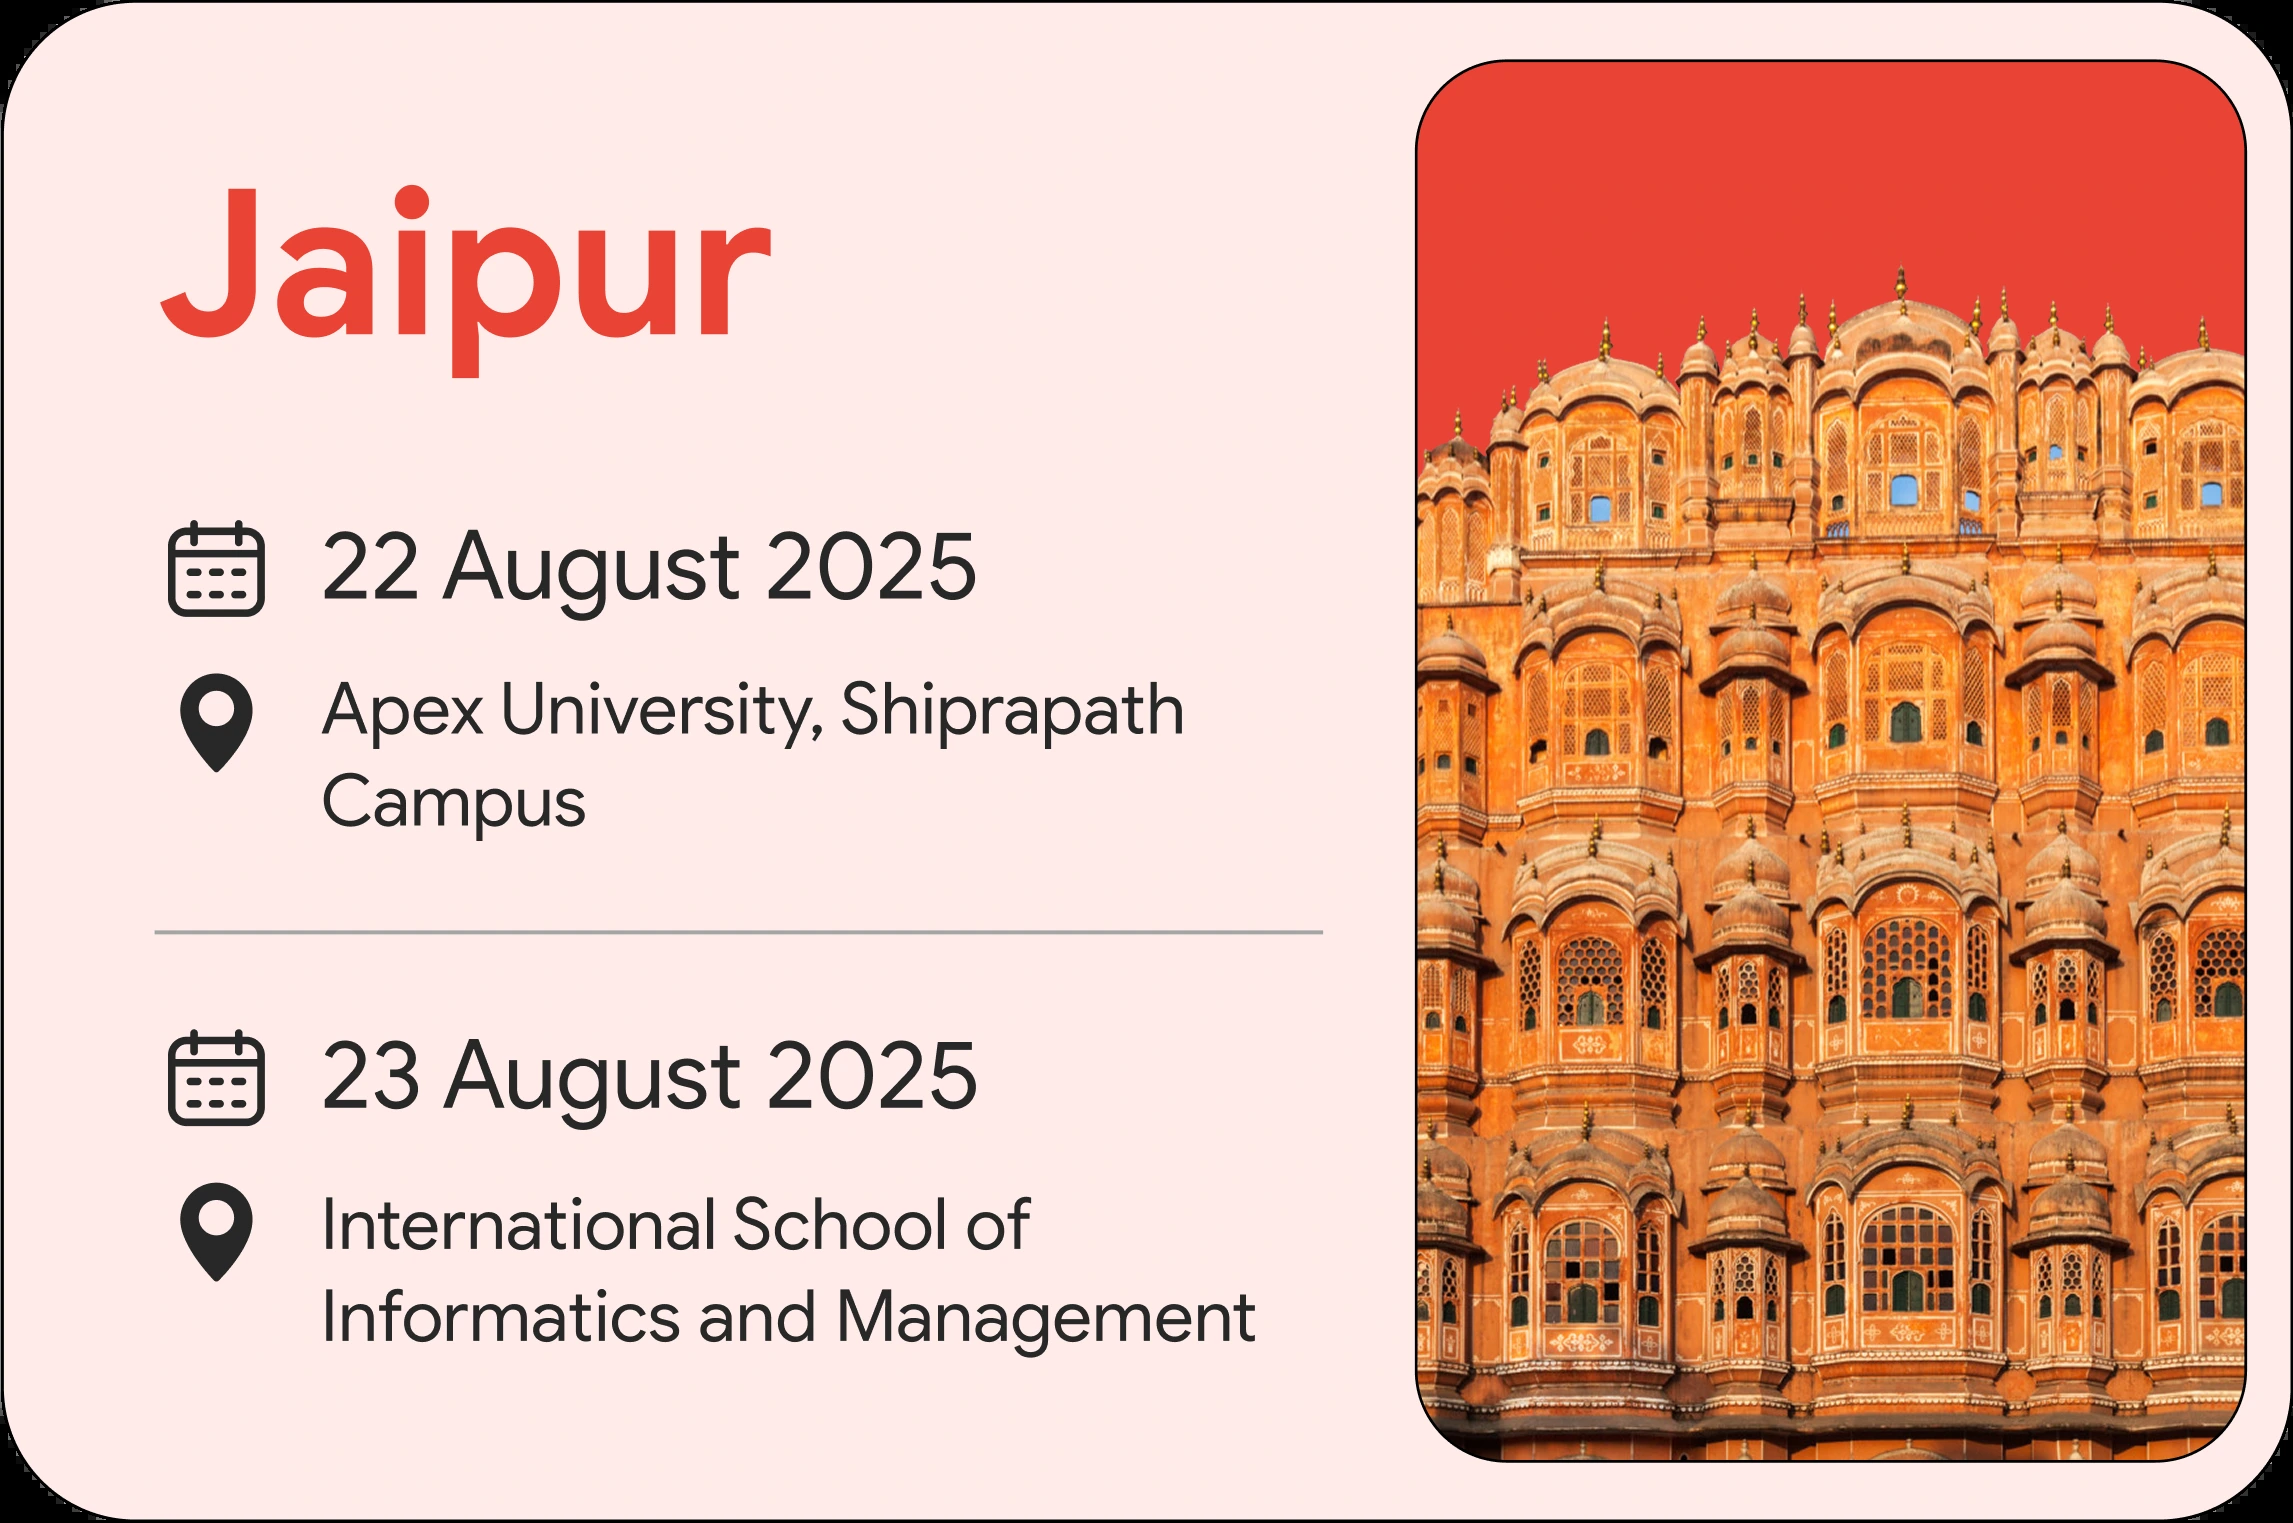 Jaipur
22 August 2025
Apex University, Shiprapath
Campus
23 August 2025
International School of
Informatics and Management